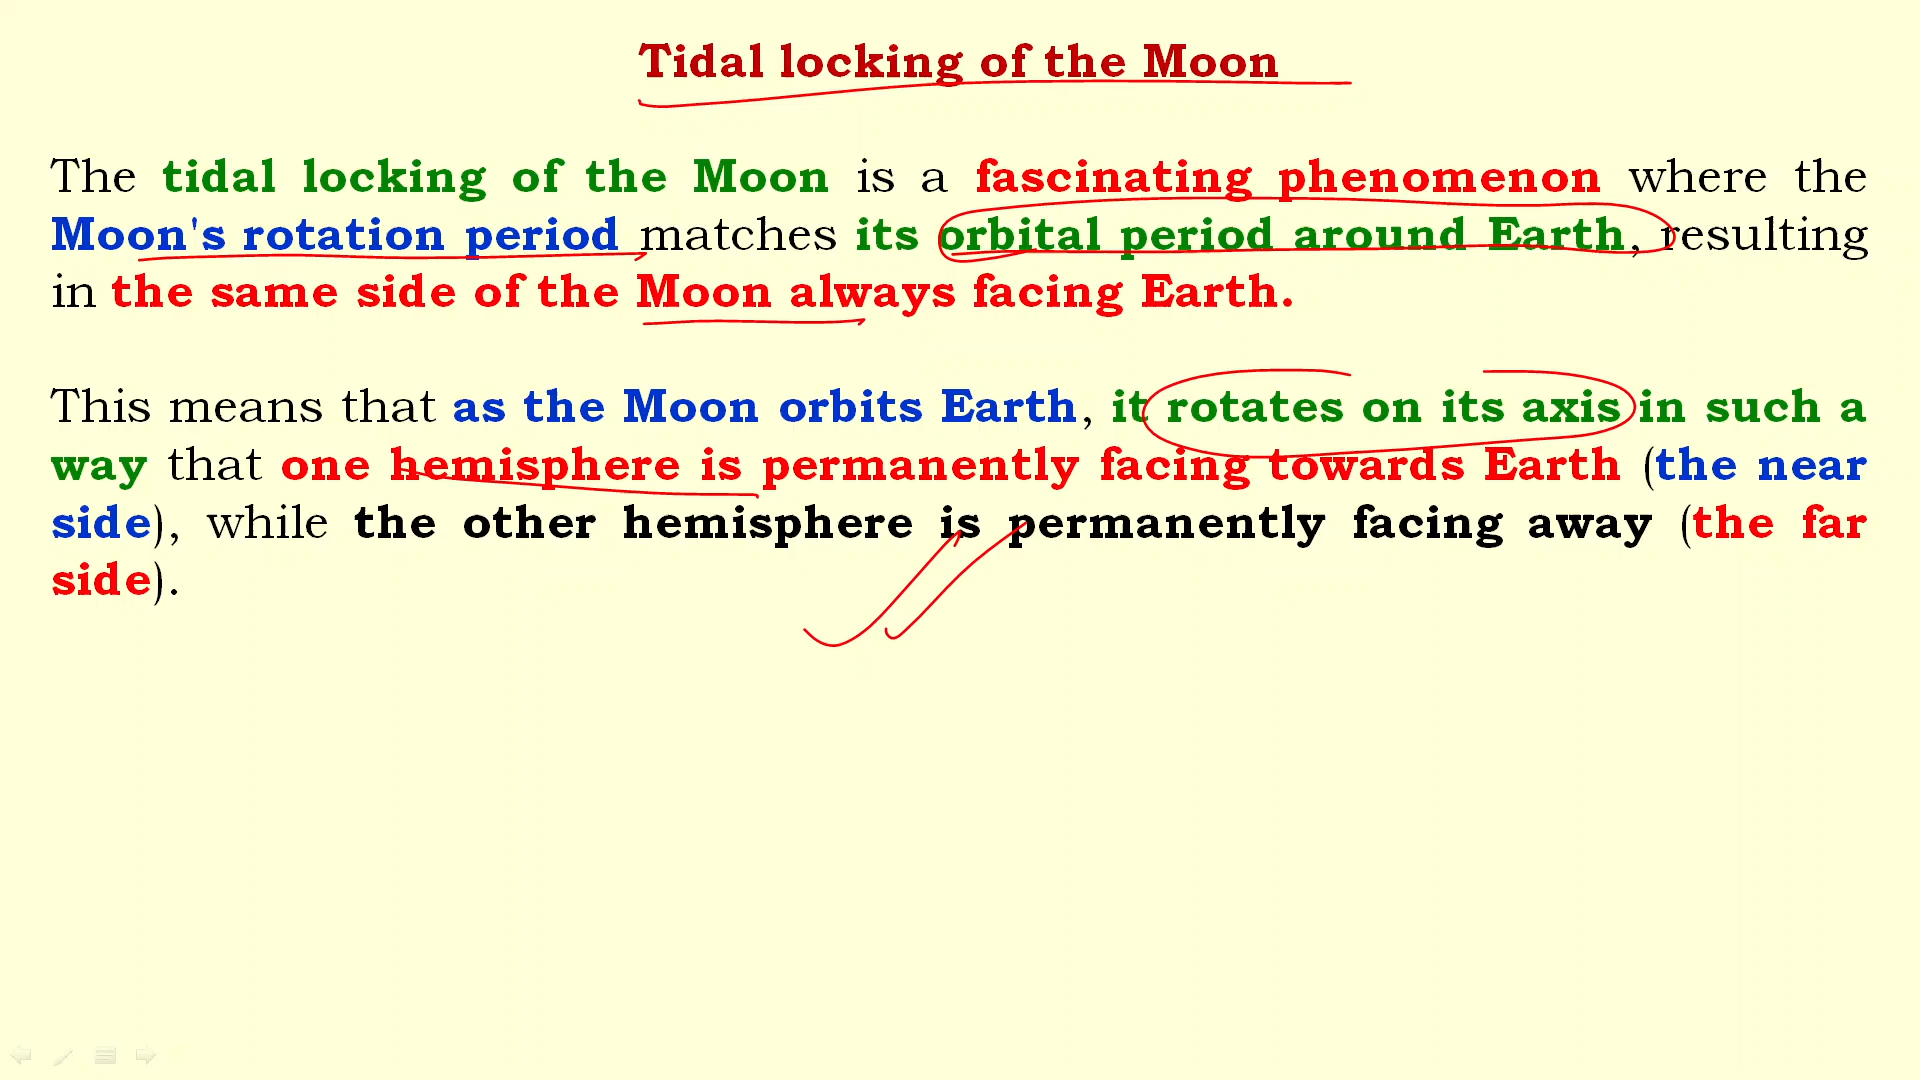 Tidal locking of the Moon
The tidal locking of the Moon is a fascinating phenomenon where the
Moon's rotation period matches its orbital period around Earth, resulting
in the same side of the Moon always facing Earth.
This means that as the Moon orbits Earth, it rotates on its axis in such a
way that one hemisphere is permanently facing towards Earth (the near
side), while the other hemisphere is permanently facing away (the far
side).